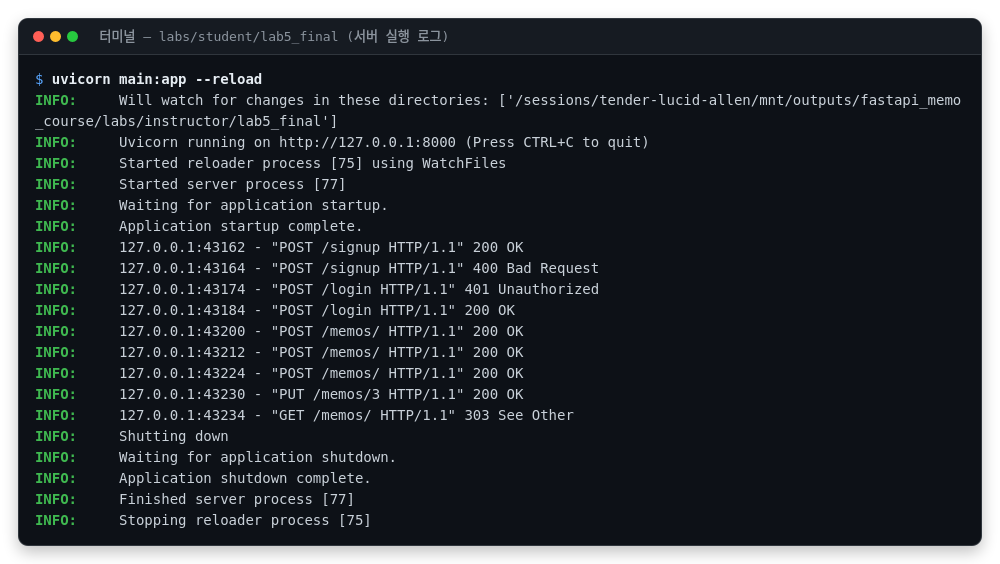 터미널 — labs/student/lab5_final (서버 실행 로그)
$ uvicorn main:app --reload
INFO:     Will watch for changes in these directories: ['/sessions/tender-lucid-allen/mnt/outputs/fastapi_memo
_course/labs/instructor/lab5_final']
INFO:     Uvicorn running on http://127.0.0.1:8000 (Press CTRL+C to quit)
INFO:     Started reloader process [75] using WatchFiles
INFO:     Started server process [77]
INFO:     Waiting for application startup.
INFO:     Application startup complete.
INFO:     127.0.0.1:43162 - "POST /signup HTTP/1.1" 200 OK
INFO:     127.0.0.1:43164 - "POST /signup HTTP/1.1" 400 Bad Request
INFO:     127.0.0.1:43174 - "POST /login HTTP/1.1" 401 Unauthorized
INFO:     127.0.0.1:43184 - "POST /login HTTP/1.1" 200 OK
INFO:     127.0.0.1:43200 - "POST /memos/ HTTP/1.1" 200 OK
INFO:     127.0.0.1:43212 - "POST /memos/ HTTP/1.1" 200 OK
INFO:     127.0.0.1:43224 - "POST /memos/ HTTP/1.1" 200 OK
INFO:     127.0.0.1:43230 - "PUT /memos/3 HTTP/1.1" 200 OK
INFO:     127.0.0.1:43234 - "GET /memos/ HTTP/1.1" 303 See Other
INFO:     Shutting down
INFO:     Waiting for application shutdown.
INFO:     Application shutdown complete.
INFO:     Finished server process [77]
INFO:     Stopping reloader process [75]